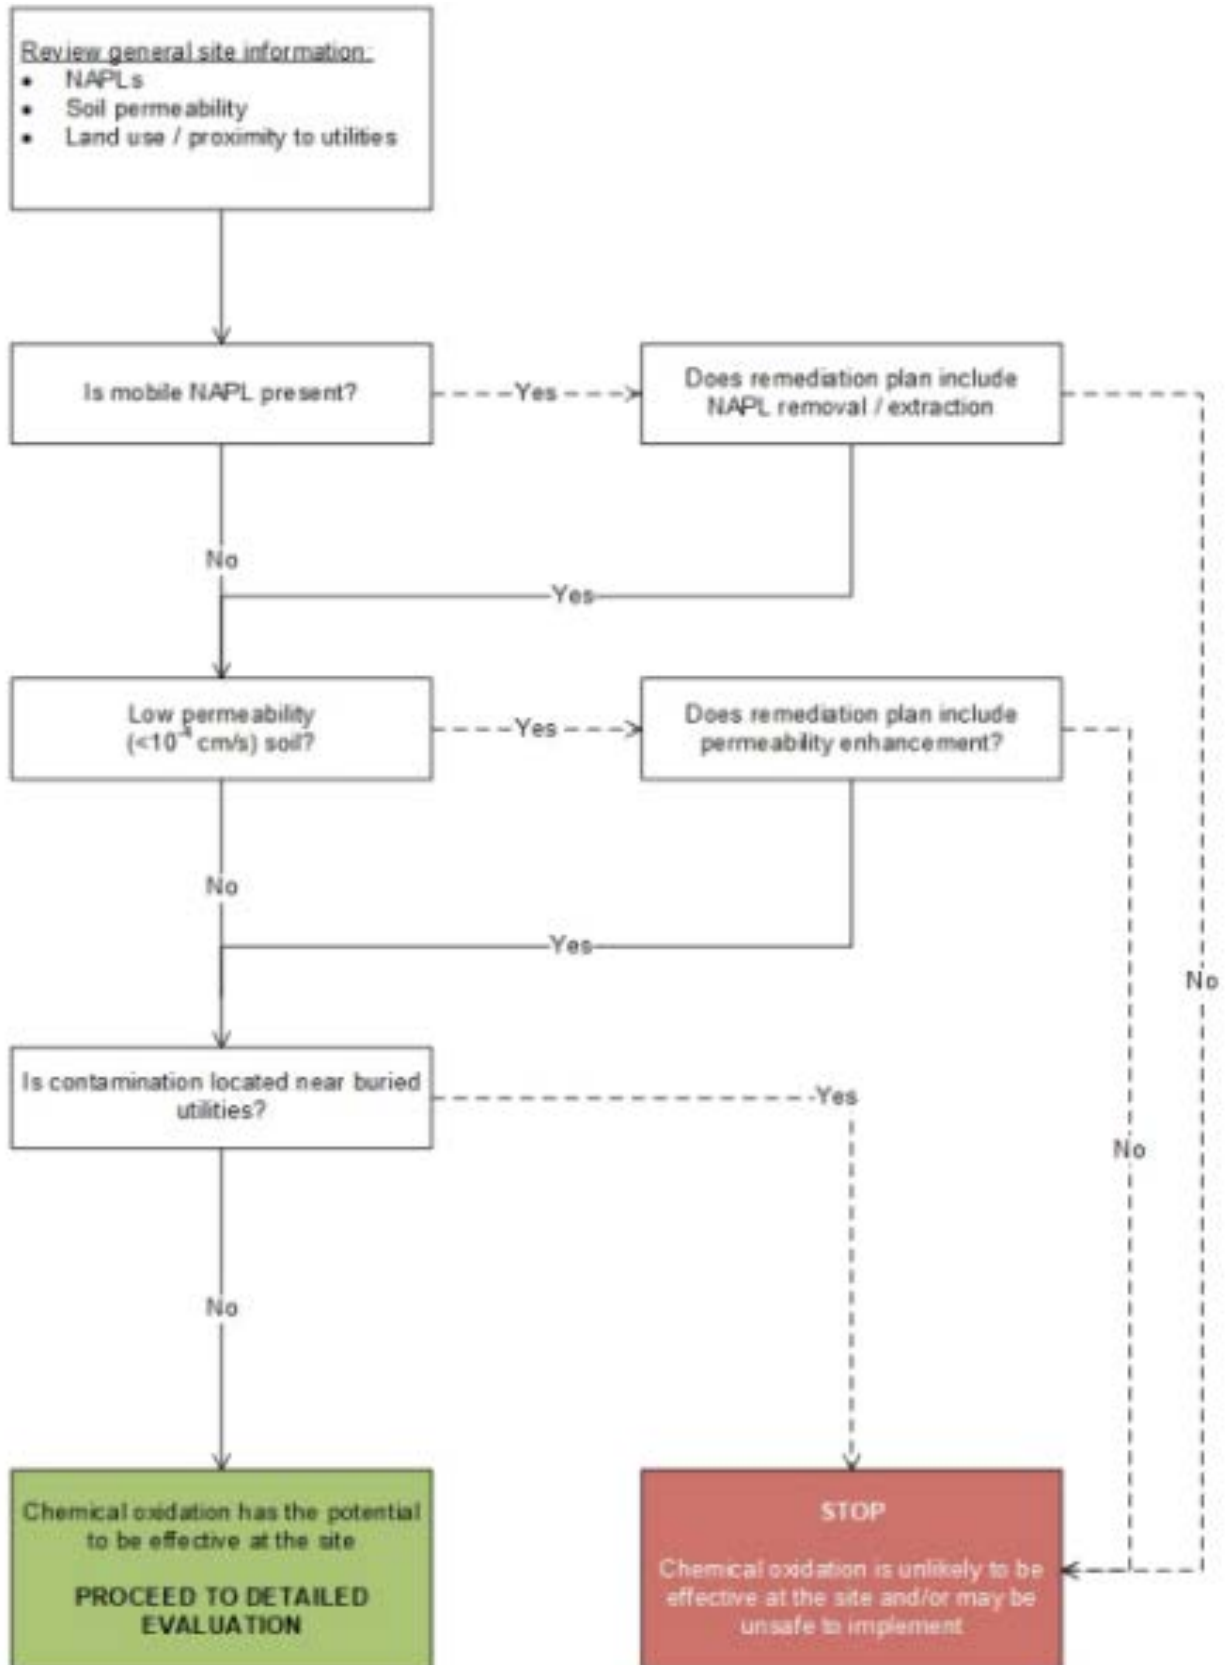 Review general site information:
• NAPLs
• Soil permeability
• Land use / proximity to utilities
Is mobile NAPL present?
Yes
Does remediation plan include
NAPL removal / extraction
No
Yes
Low permeability
(<10⁻⁴ cm/s) soil?
Yes
Does remediation plan include
permeability enhancement?
No
Yes
No
Is contamination located near buried
utilities?
Yes
No
No
Chemical oxidation has the potential
to be effective at the site
PROCEED TO DETAILED
EVALUATION
STOP
Chemical oxidation is unlikely to be
effective at the site and/or may be
unsafe to implement